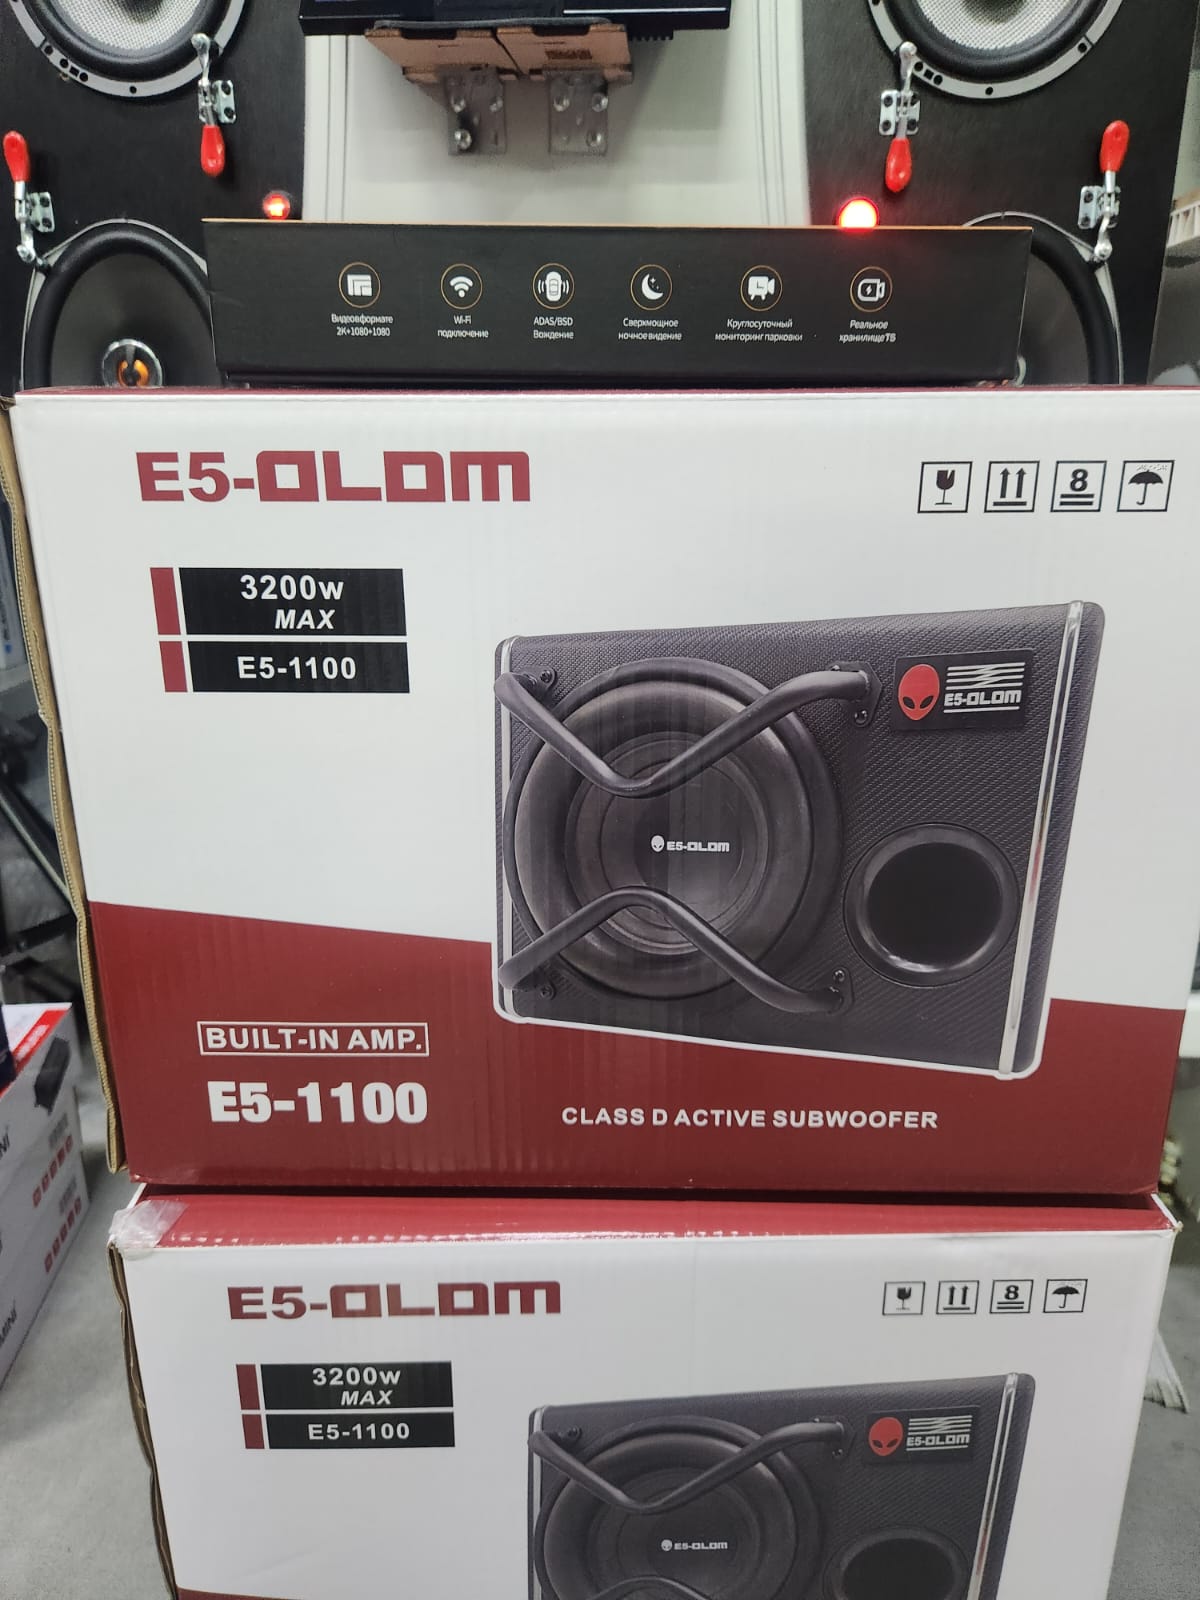 Видеовформате
2K+1080+1080
Wi-Fi
подключение
ADAS/BSD
Вождение
Сверхмощное
ночное видение
Круглосуточный
мониторинг парковки
Реальное
хранилище TS
E5-OLOM
3200w
MAX
E5-1100
8
E5-OLOM
E5-OLOM
BUILT-IN AMP.
E5-1100
CLASS D ACTIVE SUBWOOFER
E5-OLOM
3200w
MAX
E5-1100
8
E5-OLOM
E5-OLOM